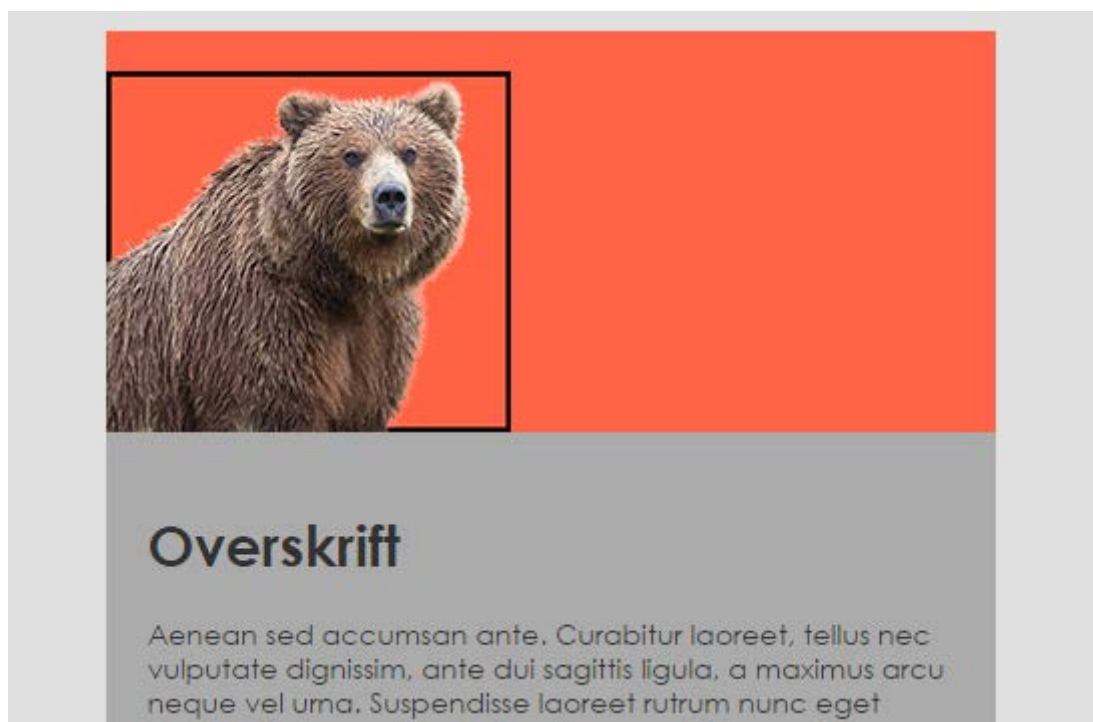 Overskrift
Aenean sed accumsan ante. Curabitur laoreet, tellus nec
vulputate dignissim, ante dui sagittis ligula, a maximus arcu
neque vel urna. Suspendisse laoreet rutrum nunc eget